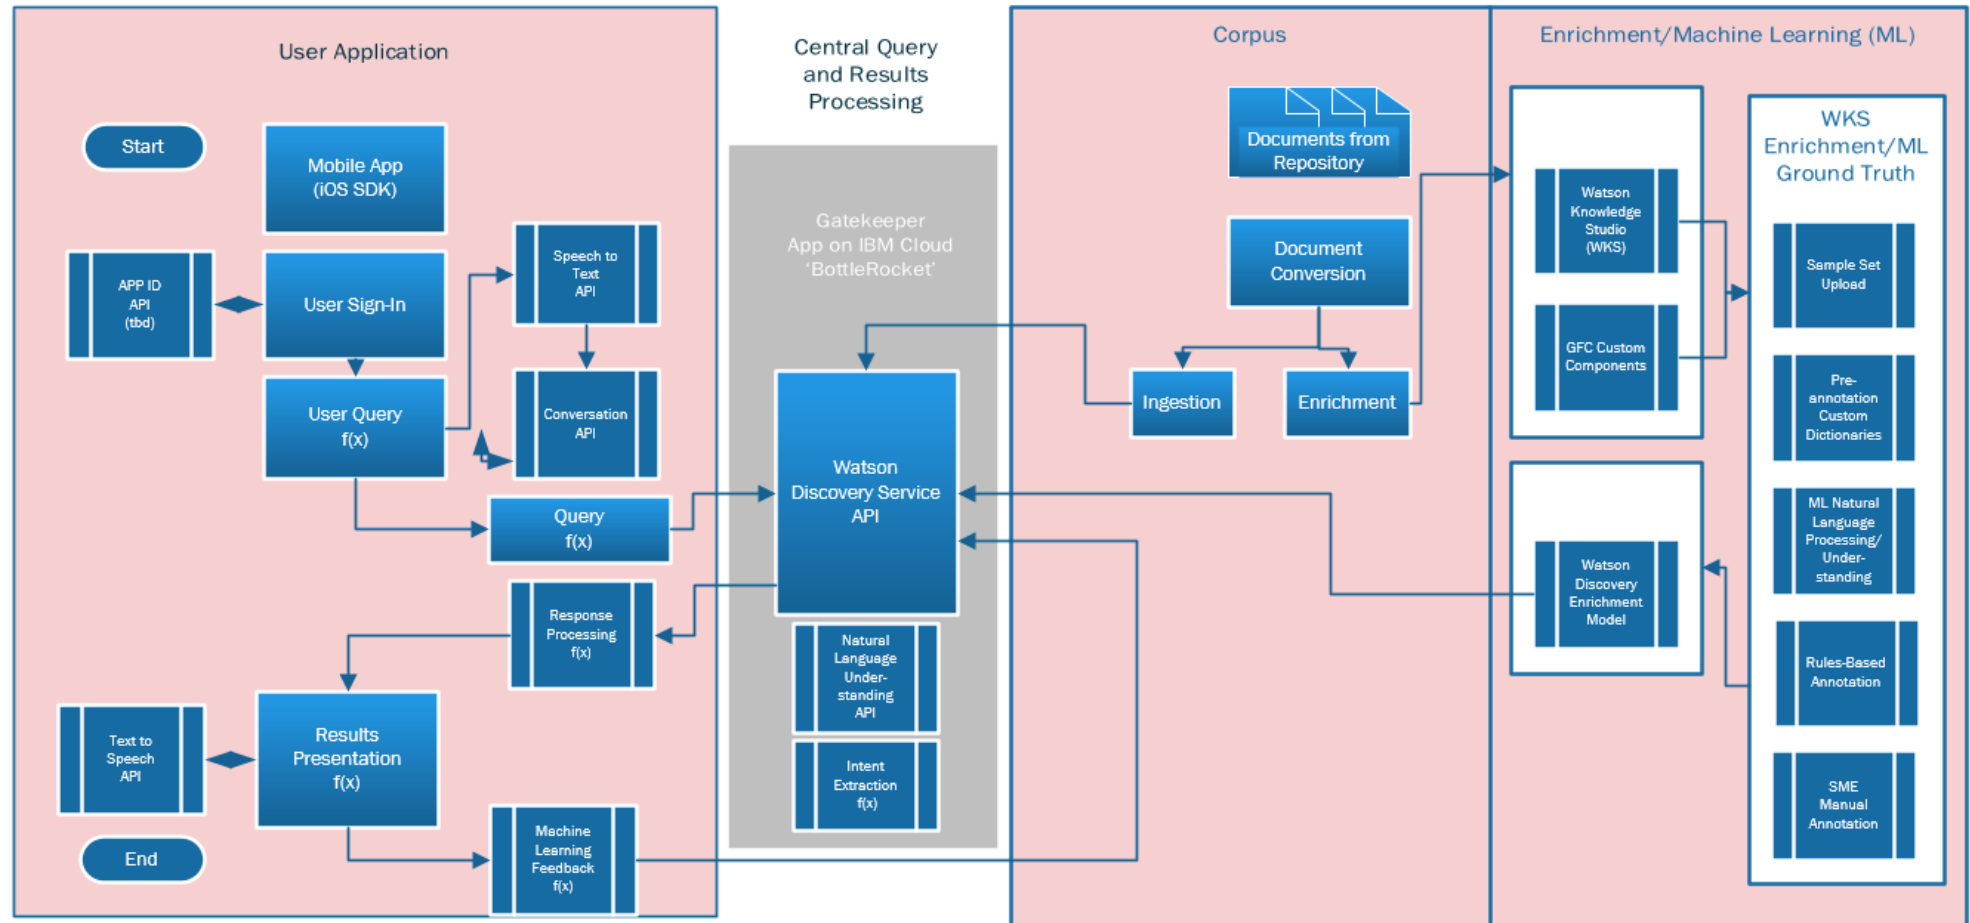 User Application
Start
Mobile App
(iOS SDK)
APP ID
API
(tbd)
User Sign-In
Speech to
Text
API
User Query
f(x)
Conversation
API
Query
f(x)
Response
Processing
f(x)
Text to
Speech
API
Results
Presentation
f(x)
End
Machine
Learning
Feedback
f(x)
Central Query
and Results
Processing
Gatekeeper
App on IBM Cloud
‘BottleRocket’
Watson
Discovery Service
API
Natural
Language
Under-
standing
API
Intent
Extraction
f(x)
Corpus
Documents from
Repository
Document
Conversion
Ingestion
Enrichment
Enrichment/Machine Learning (ML)
Watson
Knowledge
Studio
(WKS)
GFC Custom
Components
Watson
Discovery
Enrichment
Model
WKS
Enrichment/ML
Ground Truth
Sample Set
Upload
Pre-
annotation
Custom
Dictionaries
ML Natural
Language
Processing/
Under-
standing
Rules-Based
Annotation
SME
Manual
Annotation